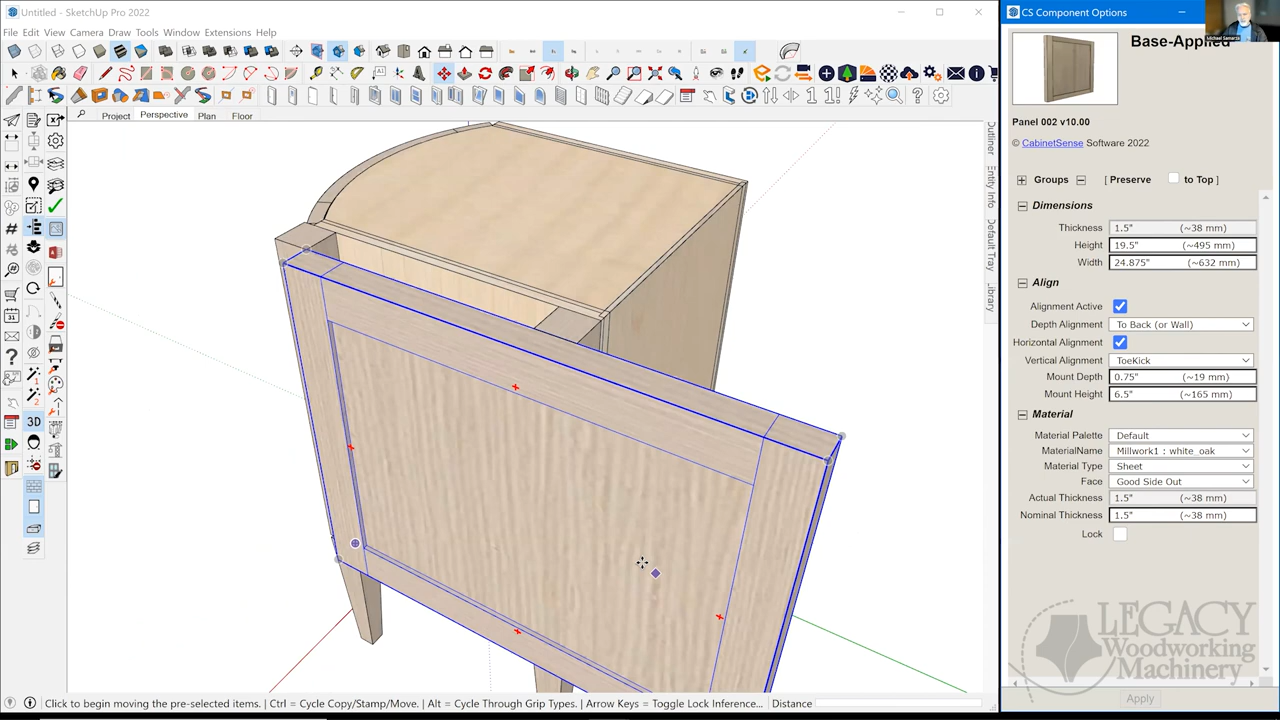 Untitled - SketchUp Pro 2022
File Edit View Camera Draw Tools Window Extensions Help
Project Perspective Plan Floor
Outliner
Entity Info
Default Tray
Library
CS Component Options
Michael Samarta
Base-Applied
Panel 002 v10.00
© CabinetSense Software 2022
Groups [ Preserve to Top ]
Dimensions
Thickness 1.5" (~38 mm)
Height 19.5" (~495 mm)
Width 24.875" (~632 mm)
Align
Alignment Active
Depth Alignment To Back (or Wall)
Horizontal Alignment
Vertical Alignment ToeKick
Mount Depth 0.75" (~19 mm)
Mount Height 6.5" (~165 mm)
Material
Material Palette Default
MaterialName Millwork1 : white_oak
Material Type Sheet
Face Good Side Out
Actual Thickness 1.5" (~38 mm)
Nominal Thickness 1.5" (~38 mm)
Lock
LEGACY
Woodworking
Machinery
Apply
3D
31
Click to begin moving the pre-selected items. | Ctrl = Cycle Copy/Stamp/Move. | Alt = Cycle Through Grip Types. | Arrow Keys = Toggle Lock Inference... Distance